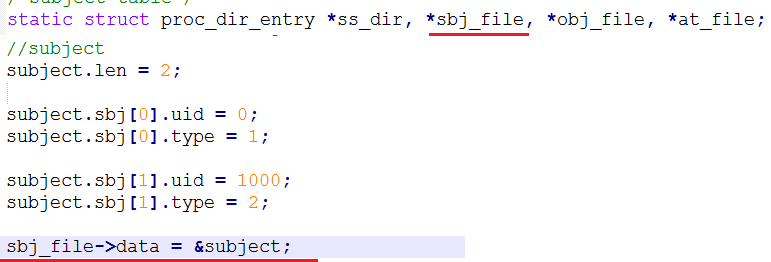 / subject table /
static struct proc_dir_entry *ss_dir, *sbj_file, *obj_file, *at_file;
//subject
subject.len = 2;
subject.sbj[0].uid = 0;
subject.sbj[0].type = 1;
subject.sbj[1].uid = 1000;
subject.sbj[1].type = 2;
sbj_file->data = &subject;